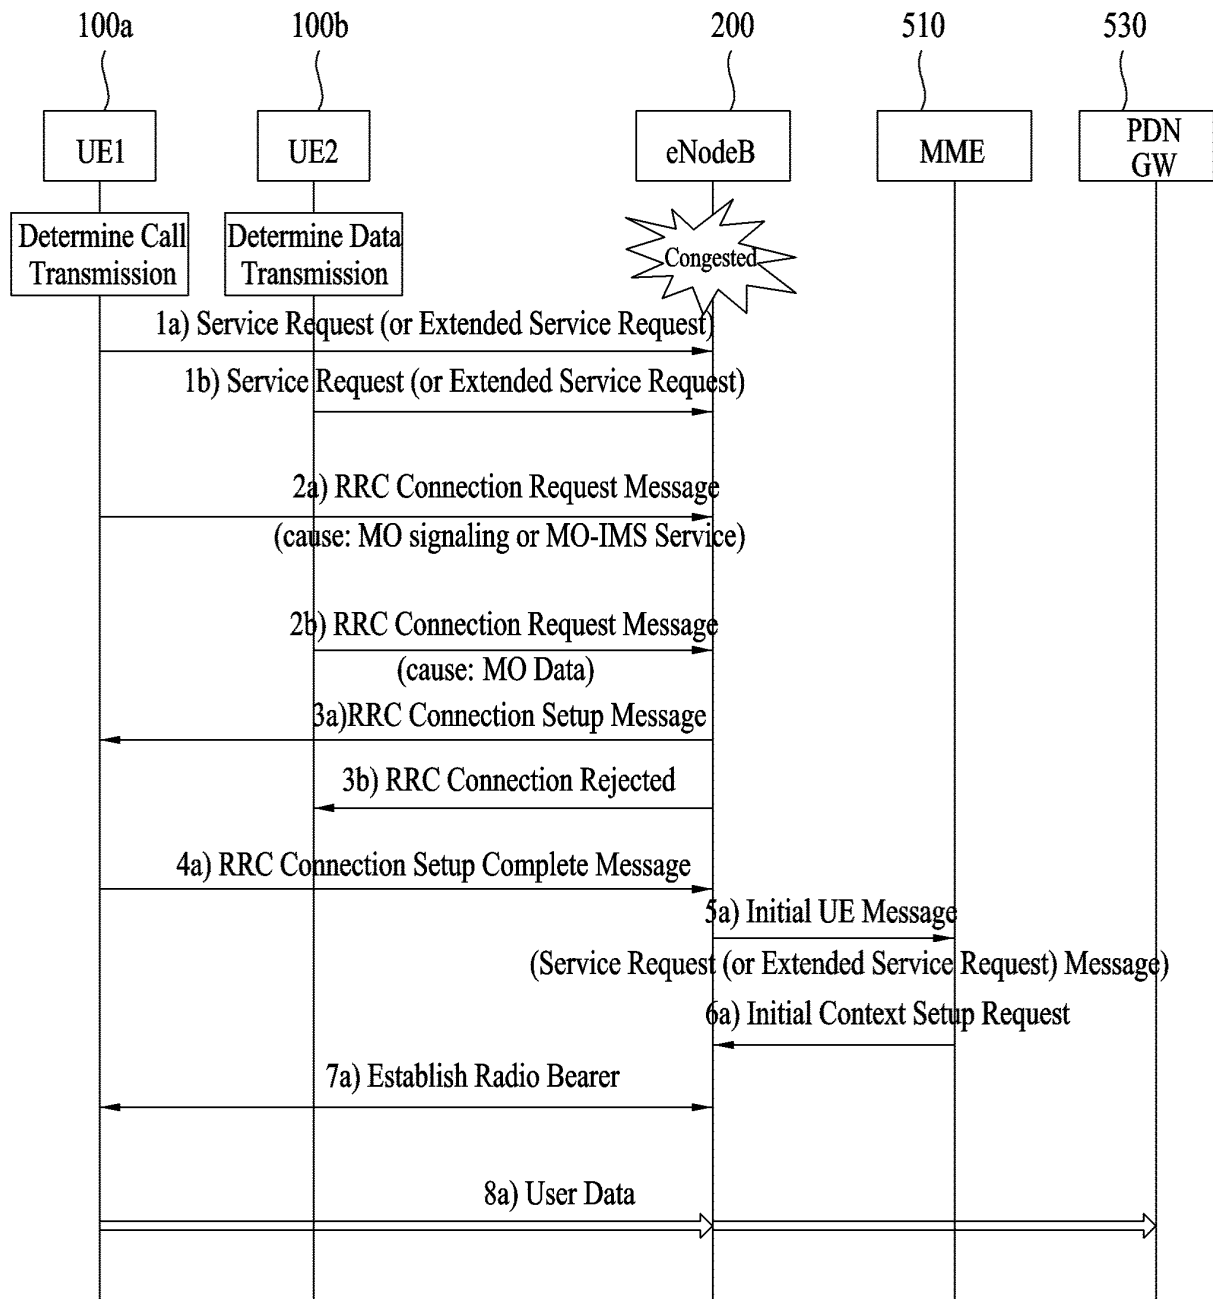 100a 100b 200 510 530
UE1 UE2 eNodeB MME PDN
GW
Determine Call
Transmission
Determine Data
Transmission
Congested
1a) Service Request (or Extended Service Request)
1b) Service Request (or Extended Service Request)
2a) RRC Connection Request Message
(cause: MO signaling or MO-IMS Service)
2b) RRC Connection Request Message
(cause: MO Data)
3a)RRC Connection Setup Message
3b) RRC Connection Rejected
4a) RRC Connection Setup Complete Message
5a) Initial UE Message
(Service Request (or Extended Service Request) Message)
6a) Initial Context Setup Request
7a) Establish Radio Bearer
8a) User Data